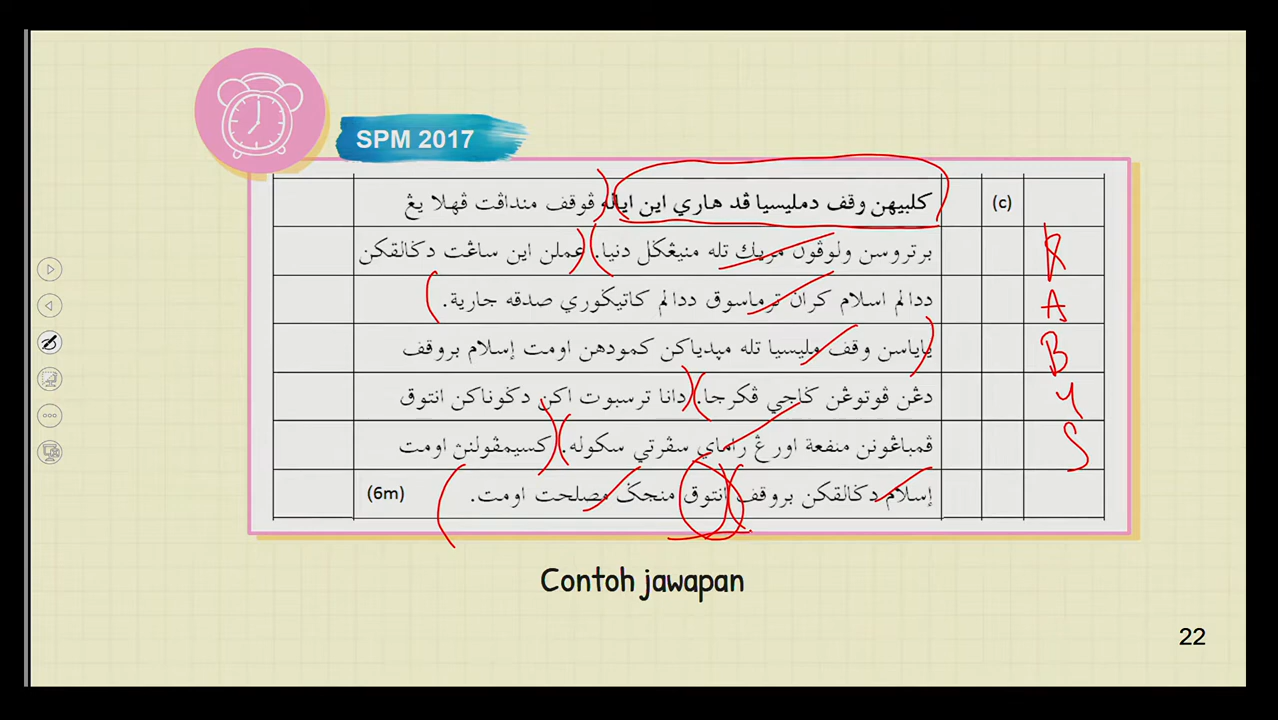 SPM 2017
(c) كلبيهن وقف دمليسيا ڤد هاري اين اياله ڤوقف منداڤت ڤهلا يڠ
برتروسن ولوڤون مريك تله منيڠݢل دنيا. عملن اين ساڠت دݢالقكن
ددالم اسلام كران ترماسوق ددالم كاتيݢوري صدقه جارية.
ياياسن وقف مليسيا تله مڽدياكن كمودهن اومت إسلام بروقف
دڠن ڤوتوڠن ݢاجي ڤكرجا. دانا ترسبوت اكن دݢوناكن انتوق
ڤمباڠونن منفعة اورڠ راماي سڤرتي سكوله. كسيمڤولنڽ اومت
إسلام دݢالقكن بروقف انتوق منجݢ مصلحت اومت. (6m)
K
A
B
Y
S
Contoh jawapan
22